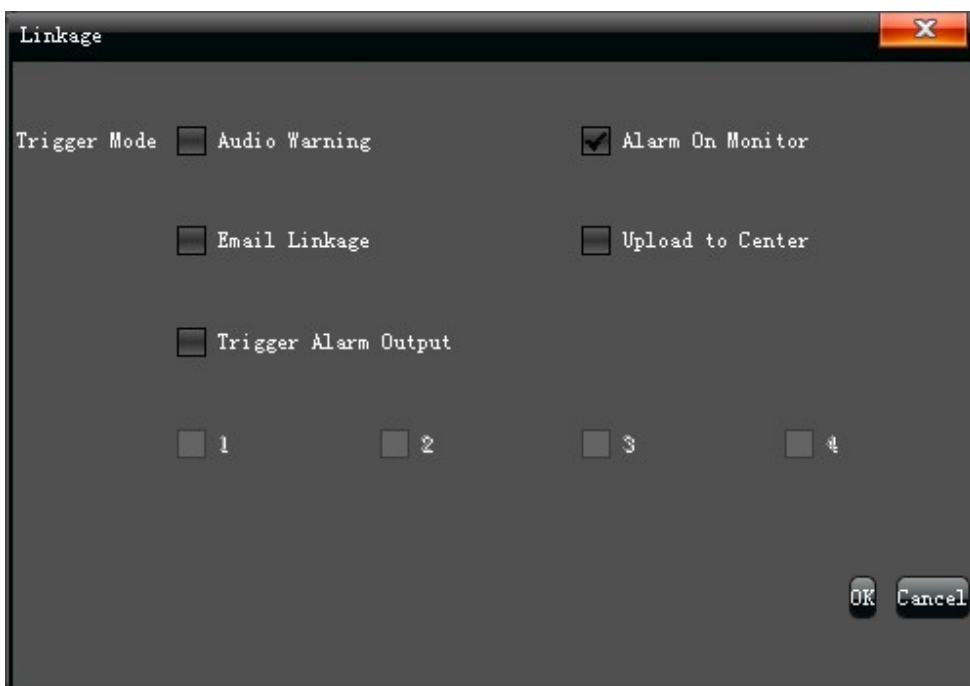 Linkage
Trigger Mode Audio Warning Alarm On Monitor
Email Linkage Upload to Center
Trigger Alarm Output
1 2 3 4
OK Cancel